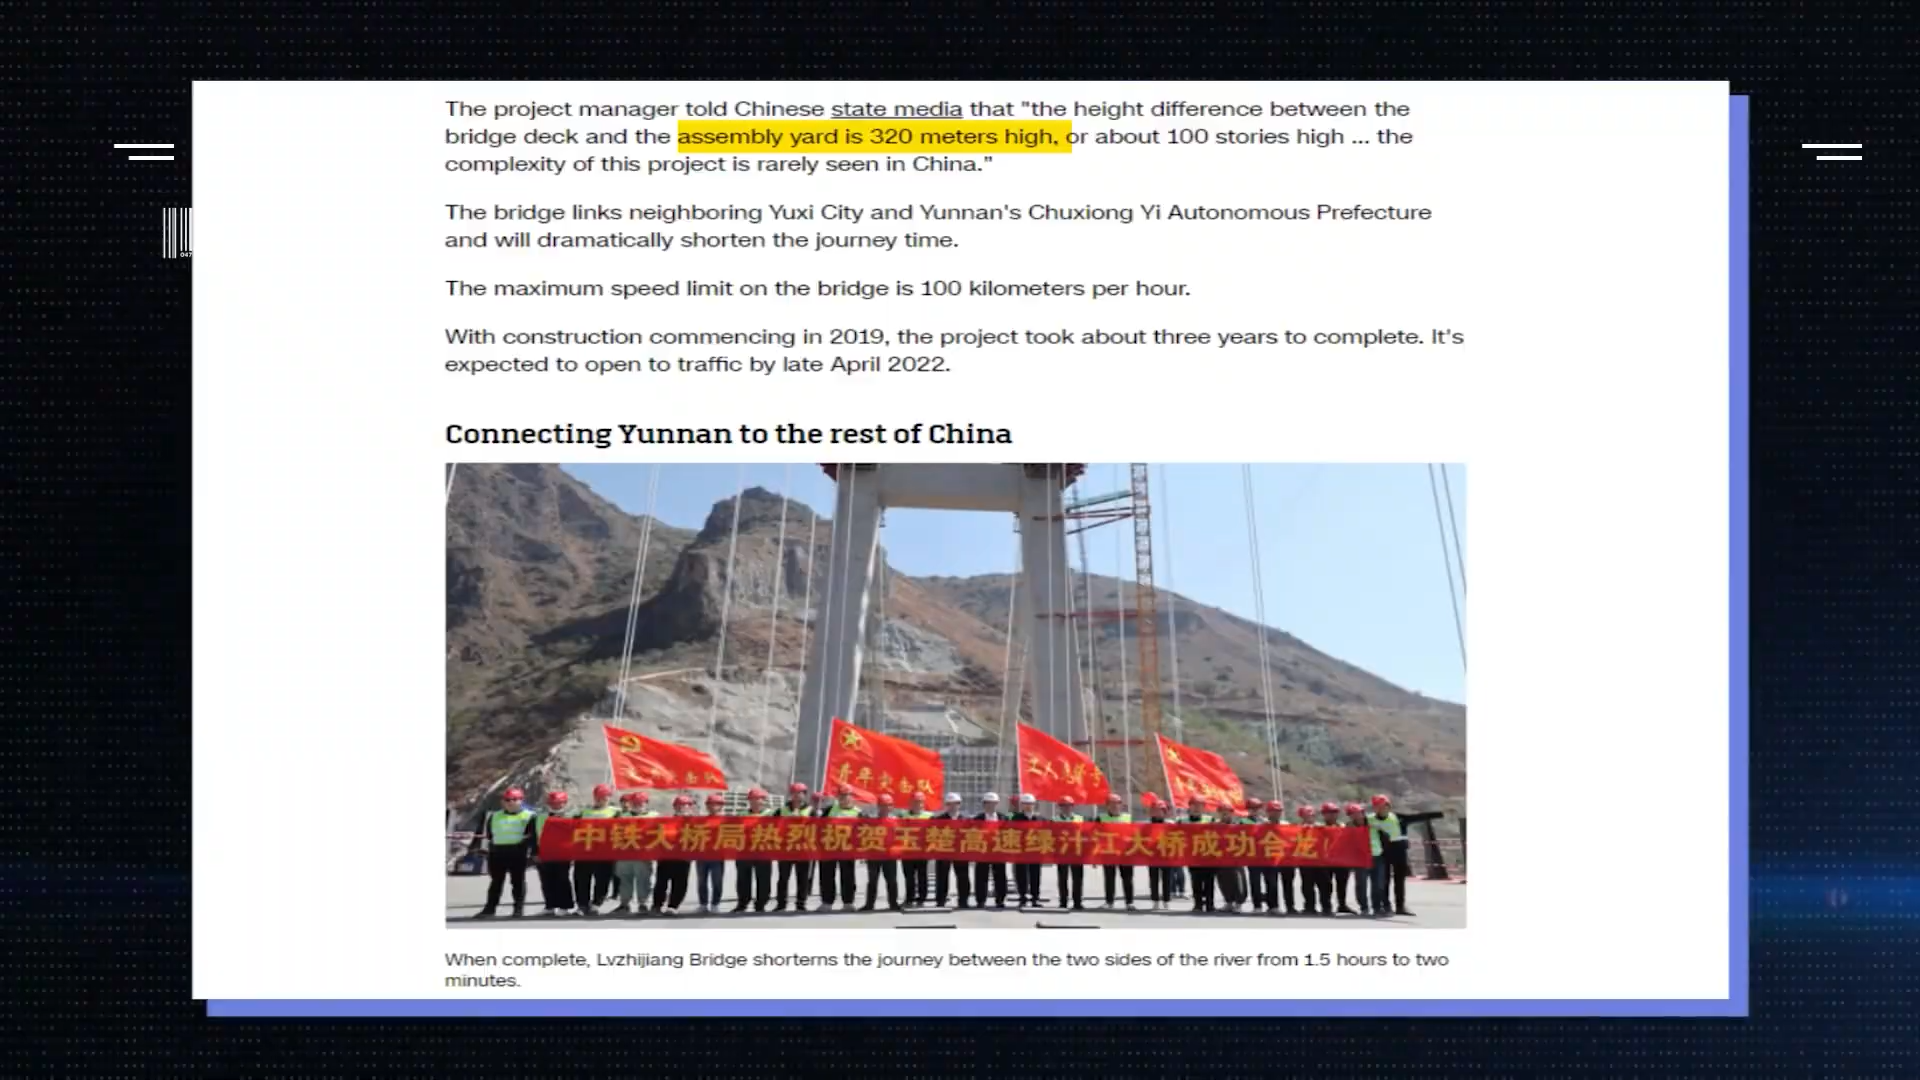 The project manager told Chinese state media that "the height difference between the
bridge deck and the assembly yard is 320 meters high, or about 100 stories high ... the
complexity of this project is rarely seen in China."
The bridge links neighboring Yuxi City and Yunnan's Chuxiong Yi Autonomous Prefecture
and will dramatically shorten the journey time.
The maximum speed limit on the bridge is 100 kilometers per hour.
With construction commencing in 2019, the project took about three years to complete. It's
expected to open to traffic by late April 2022.
Connecting Yunnan to the rest of China
青年突击队
中铁大桥局热烈祝贺玉楚高速绿汁江大桥成功合龙!
When complete, Lvzhijiang Bridge shorterns the journey between the two sides of the river from 1.5 hours to two
minutes.